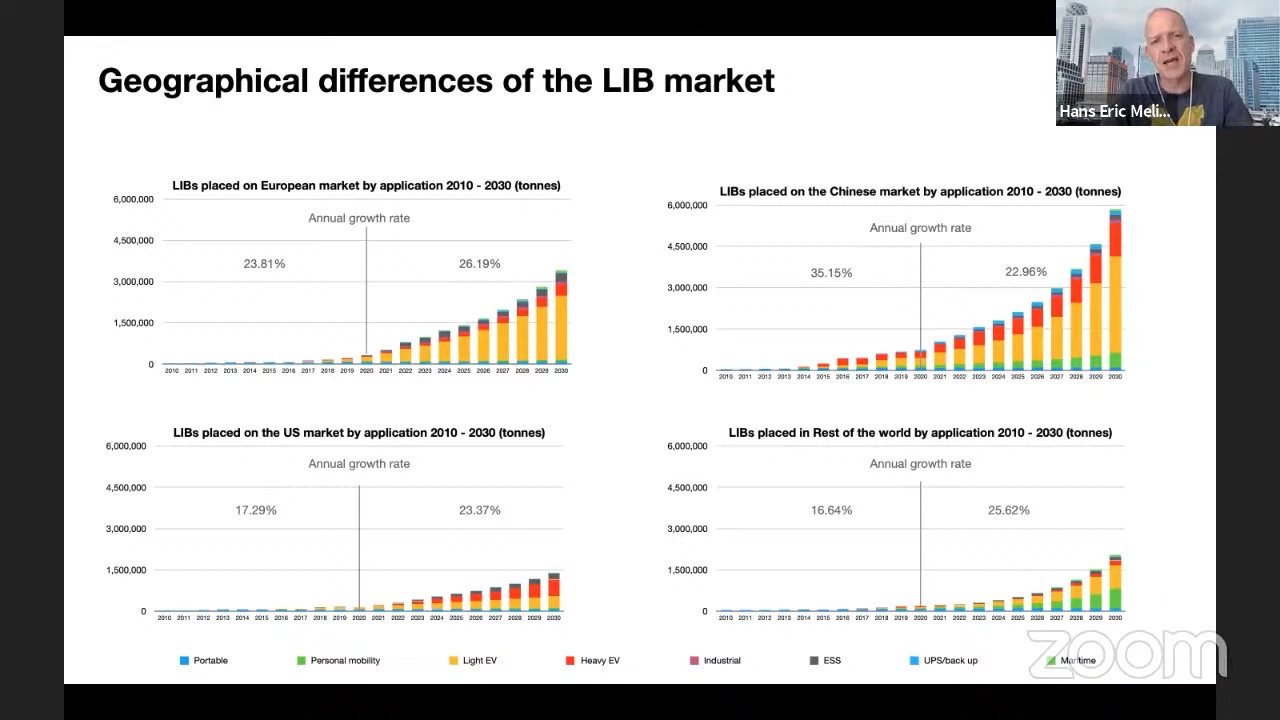 Geographical differences of the LIB market
Hans Eric Meli...
LIBs placed on European market by application 2010 - 2030 (tonnes)
6,000,000
4,500,000
3,000,000
1,500,000
0
Annual growth rate
23.81%
26.19%
2010 2011 2012 2013 2014 2015 2016 2017 2018 2019 2020 2021 2022 2023 2024 2025 2026 2027 2028 2029 2030
LIBs placed on the Chinese market by application 2010 - 2030 (tonnes)
6,000,000
4,500,000
3,000,000
1,500,000
0
Annual growth rate
35.15%
22.96%
2010 2011 2012 2013 2014 2015 2016 2017 2018 2019 2020 2021 2022 2023 2024 2025 2026 2027 2028 2029 2030
LIBs placed on the US market by application 2010 - 2030 (tonnes)
6,000,000
4,500,000
3,000,000
1,500,000
0
Annual growth rate
17.29%
23.37%
2010 2011 2012 2013 2014 2015 2016 2017 2018 2019 2020 2021 2022 2023 2024 2025 2026 2027 2028 2029 2030
LIBs placed in Rest of the world by application 2010 - 2030 (tonnes)
6,000,000
4,500,000
3,000,000
1,500,000
0
Annual growth rate
16.64%
25.62%
2010 2011 2012 2013 2014 2015 2016 2017 2018 2019 2020 2021 2022 2023 2024 2025 2026 2027 2028 2029 2030
Portable Personal mobility Light EV Heavy EV Industrial ESS UPS/back up Maritime
zoom